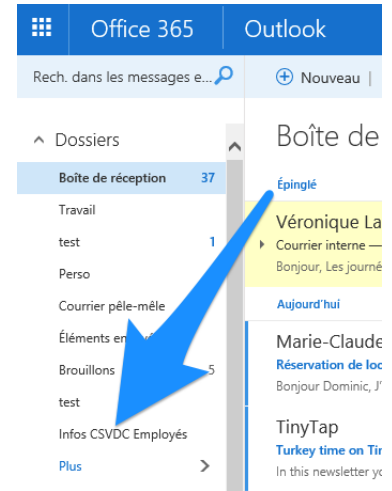 Office 365
Outlook
Rech. dans les messages e...
Nouveau
Dossiers
Boîte de réception 37
Travail
test 1
Perso
Courrier pêle-mêle
Éléments
Brouillons 5
test
Infos CSVDC Employés
Plus
Boîte de
Épinglé
Véronique La
Courrier interne —
Bonjour, Les journé
Aujourd'hui
Marie-Claude
Réservation de loc
Bonjour Dominic, J'
TinyTap
Turkey time on Tin
In this newsletter yo